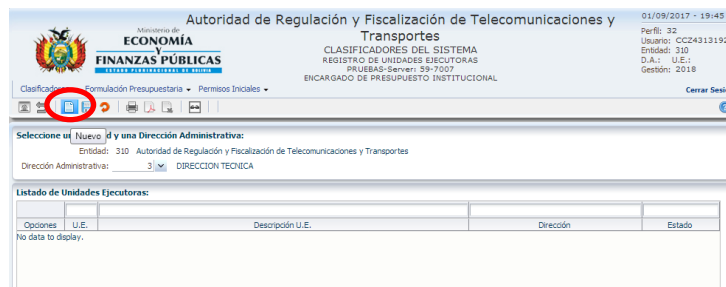 Autoridad de Regulación y Fiscalización de Telecomunicaciones y
Transportes
Ministerio de
ECONOMÍA
Y
FINANZAS PÚBLICAS
ESTADO PLURINACIONAL DE BOLIVIA
CLASIFICADORES DEL SISTEMA
REGISTRO DE UNIDADES EJECUTORAS
PRUEBAS-Server: 59-7007
ENCARGADO DE PRESUPUESTO INSTITUCIONAL
01/09/2017 - 19:45
Perfil: 32
Usuario: CCZ4313192
Entidad: 310
D.A.: U.E.:
Gestión: 2018
Clasificador Formulación Presupuestaria Permisos Iniciales
Cerrar Sesi
Nuevo
Seleccione u d y una Dirección Administrativa:
Entidad: 310 Autoridad de Regulación y Fiscalización de Telecomunicaciones y Transportes
Dirección Administrativa: 3 DIRECCION TECNICA
Listado de Unidades Ejecutoras:
Opciones U.E. Descripción U.E. Dirección Estado
No data to display.